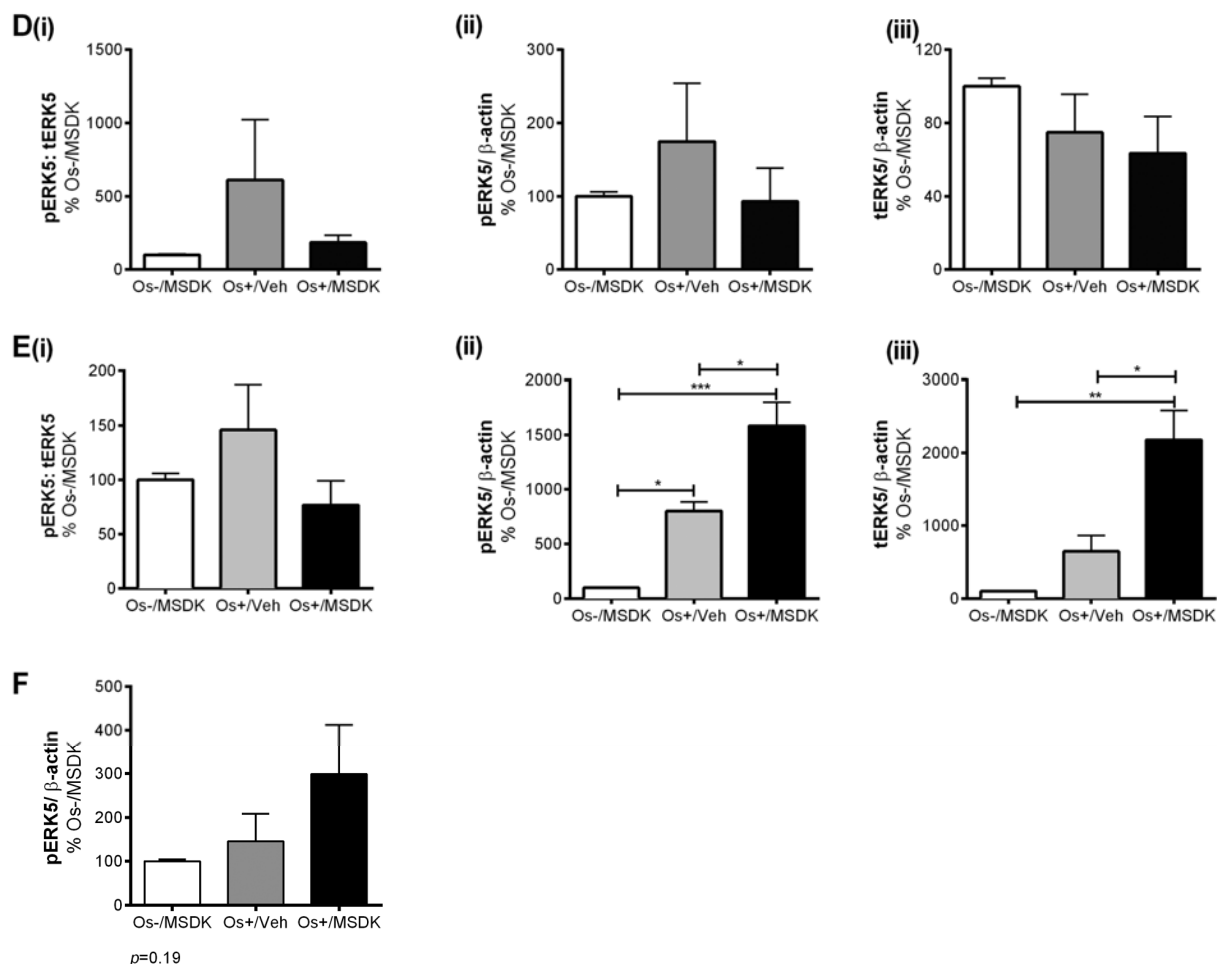 D(i)
pERK5: tERK5
% Os-/MSDK
1500
1000
500
0
Os-/MSDK Os+/Veh Os+/MSDK
(ii)
pERK5/ β-actin
% Os-/MSDK
300
200
100
0
Os-/MSDK Os+/Veh Os+/MSDK
(iii)
tERK5/ β-actin
% Os-/MSDK
120
80
40
0
Os-/MSDK Os+/Veh Os+/MSDK
E(i)
pERK5: tERK5
% Os-/MSDK
200
150
100
50
0
Os-/MSDK Os+/Veh Os+/MSDK
(ii)
pERK5/ β-actin
% Os-/MSDK
2000
1500
1000
500
0
*
***
*
Os-/MSDK Os+/Veh Os+/MSDK
(iii)
tERK5/ β-actin
% Os-/MSDK
3000
2000
1000
0
*
**
Os-/MSDK Os+/Veh Os+/MSDK
F
pERK5/ β-actin
% Os-/MSDK
500
400
300
200
100
0
Os-/MSDK Os+/Veh Os+/MSDK
p=0.19